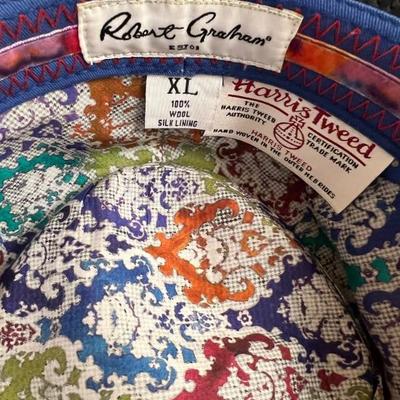 Robert Graham®
EST 01
XL
100%
WOOL
SILK LINING
Harris Tweed
THE
HARRIS TWEED
AUTHORITY
CERTIFICATION
TRADE MARK
HARRIS TWEED
HAND WOVEN IN THE OUTER HEBRIDES